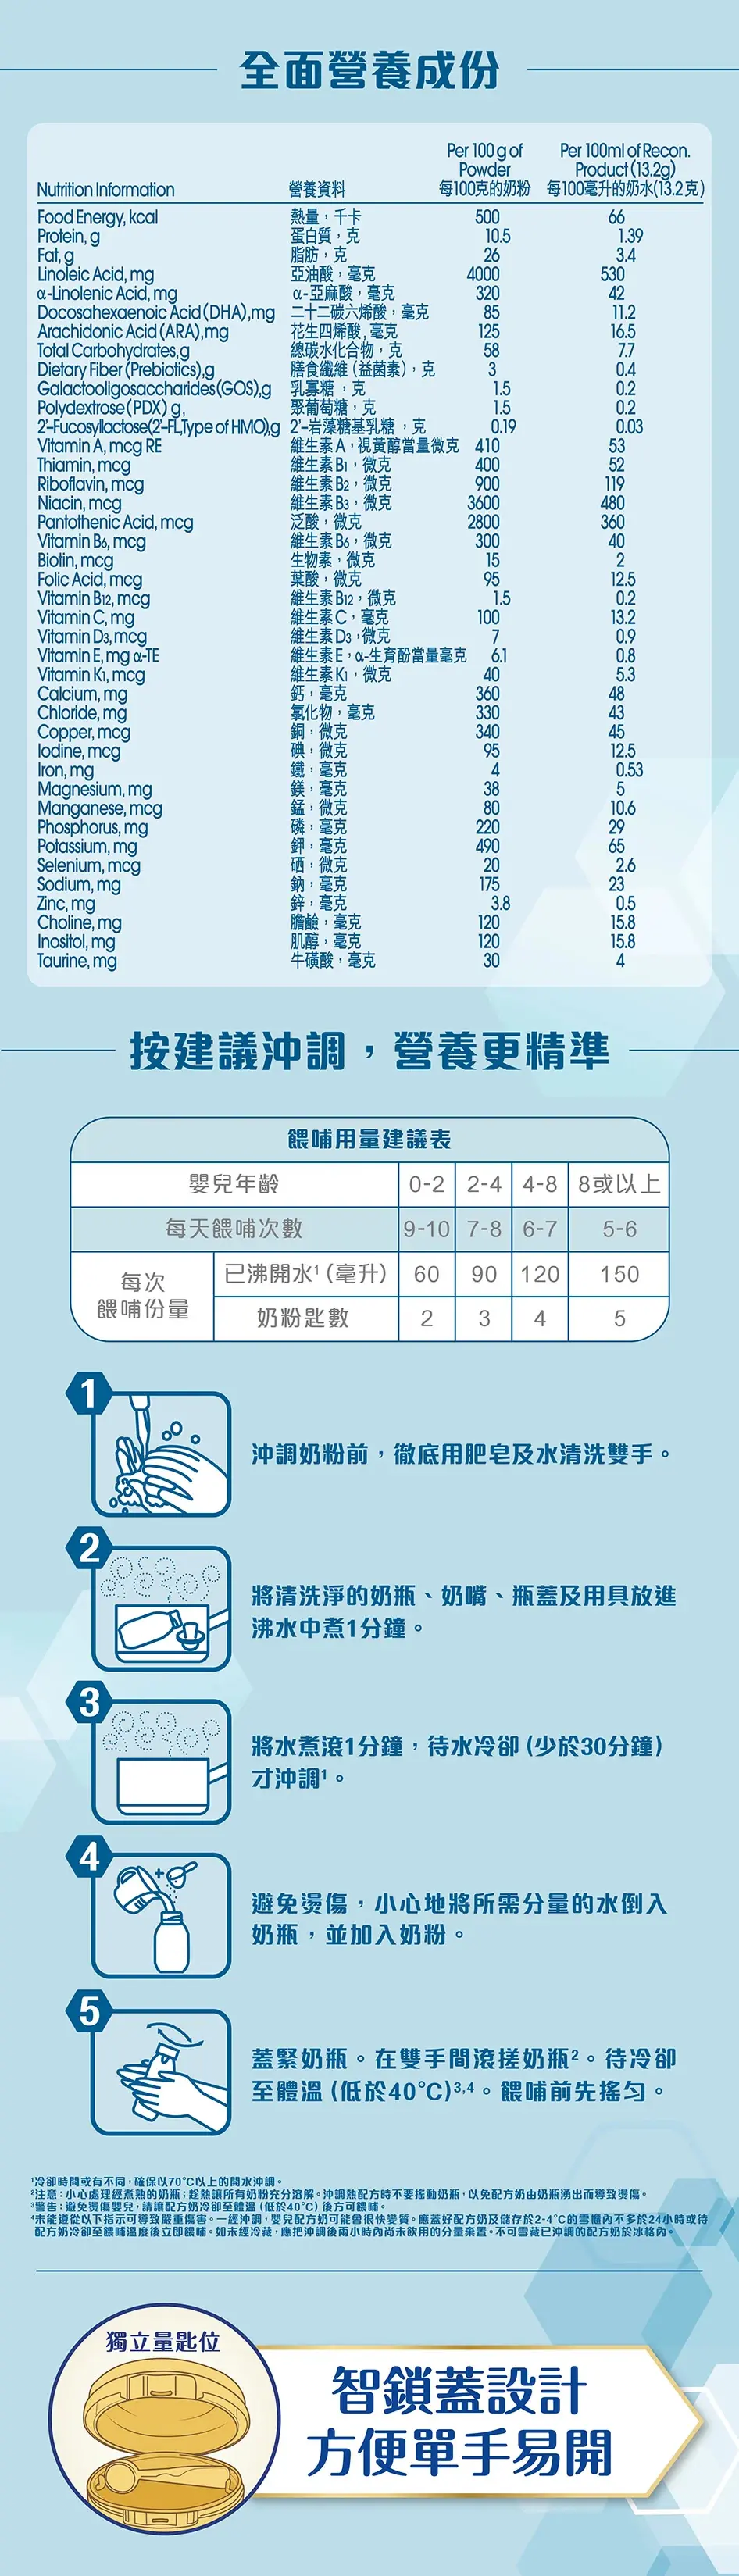 全面營養成份
Per 100 g of Per 100ml of Recon.
Powder Product (13.2g)
Nutrition Information 營養資料 每100克的奶粉 每100毫升的奶水(13.2克)
Food Energy, kcal 熱量，千卡 500 66
Protein, g 蛋白質，克 10.5 1.39
Fat, g 脂肪，克 26 3.4
Linoleic Acid, mg 亞油酸，毫克 4000 530
α-Linolenic Acid, mg α-亞麻酸，毫克 320 42
Docosahexaenoic Acid (DHA),mg 二十二碳六烯酸，毫克 85 11.2
Arachidonic Acid (ARA),mg 花生四烯酸, 毫克 125 16.5
Total Carbohydrates,g 總碳水化合物，克 58 7.7
Dietary Fiber (Prebiotics),g 膳食纖維 (益菌素)，克 3 0.4
Galactooligosaccharides(GOS),g 乳寡糖 ，克 1.5 0.2
Polydextrose(PDX) g, 聚葡萄糖，克 1.5 0.2
2'-Fucosyllactose(2'-FL,Type of HMO),g 2'-岩藻糖基乳糖 ，克 0.19 0.03
Vitamin A, mcg RE 維生素 A，視黃醇當量微克 410 53
Thiamin, mcg 維生素 B1，微克 400 52
Riboflavin, mcg 維生素 B2，微克 900 119
Niacin, mcg 維生素 B3，微克 3600 480
Pantothenic Acid, mcg 泛酸，微克 2800 360
Vitamin B6, mcg 維生素 B6，微克 300 40
Biotin, mcg 生物素，微克 15 2
Folic Acid, mcg 葉酸，微克 95 12.5
Vitamin B12, mcg 維生素 B12，微克 1.5 0.2
Vitamin C, mg 維生素 C，毫克 100 13.2
Vitamin D3, mcg 維生素 D3，微克 7 0.9
Vitamin E, mg α-TE 維生素 E，α-生育酚當量毫克 6.1 0.8
Vitamin K1, mcg 維生素 K1，微克 40 5.3
Calcium, mg 鈣，毫克 360 48
Chloride, mg 氯化物，毫克 330 43
Copper, mcg 銅，微克 340 45
Iodine, mcg 碘，微克 95 12.5
Iron, mg 鐵，毫克 4 0.53
Magnesium, mg 鎂，毫克 38 5
Manganese, mcg 錳，微克 80 10.6
Phosphorus, mg 磷，毫克 220 29
Potassium, mg 鉀，毫克 490 65
Selenium, mcg 硒，微克 20 2.6
Sodium, mg 鈉，毫克 175 23
Zinc, mg 鋅，毫克 3.8 0.5
Choline, mg 膽鹼，毫克 120 15.8
Inositol, mg 肌醇，毫克 120 15.8
Taurine, mg 牛磺酸，毫克 30 4
按建議沖調，營養更精準
餵哺用量建議表
嬰兒年齡 0-2 2-4 4-8 8或以上
每天餵哺次數 9-10 7-8 6-7 5-6
每次餵哺份量 已沸開水¹ (毫升) 60 90 120 150
奶粉匙數 2 3 4 5
1
沖調奶粉前，徹底用肥皂及水清洗雙手。
2
將清洗淨的奶瓶、奶嘴、瓶蓋及用具放進
沸水中煮1分鐘。
3
將水煮滾1分鐘，待水冷卻 (少於30分鐘)
才沖調¹。
4
避免燙傷，小心地將所需分量的水倒入
奶瓶，並加入奶粉。
5
蓋緊奶瓶。在雙手間滾搓奶瓶²。待冷卻
至體溫 (低於40°C)³,⁴。餵哺前先搖勻。
¹冷卻時間或有不同，確保以70°C以上的開水沖調。
²注意：小心處理經煮熟的奶瓶；趁熱讓所有奶粉充分溶解。沖調熱配方時不要搖動奶瓶，以免配方奶由奶瓶湧出而導致燙傷。
³警告：避免燙傷嬰兒，請讓配方奶冷卻至體溫 (低於40°C) 後方可餵哺。
⁴未能遵從以下指示可導致嚴重傷害。一經沖調，嬰兒配方奶可能會很快變質。應蓋好配方奶及儲存於2-4°C的雪櫃內不多於24小時或待
配方奶冷卻至餵哺溫度後立即餵哺。如未經冷藏，應把沖調後兩小時內尚未飲用的分量棄置。不可雪藏已沖調的配方奶於冰格內。
獨立量匙位
智鎖蓋設計
方便單手易開